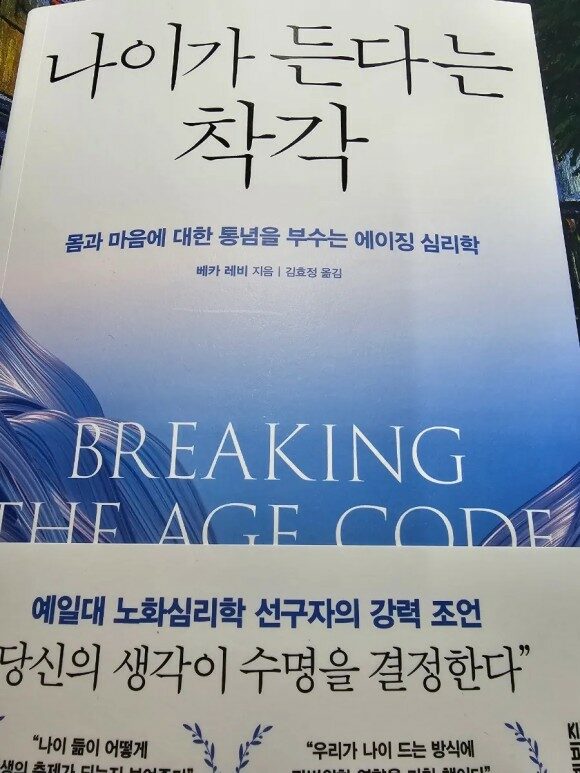 나이가 든다는
착각
몸과 마음에 대한 통념을 부수는 에이징 심리학
베카 레비 지음 | 김효정 옮김
BREAKING
THE AGE CODE
예일대 노화심리학 선구자의 강력 조언
당신의 생각이 수명을 결정한다”
“나이 듦이 어떻게
“우리가 나이 드는 방식에